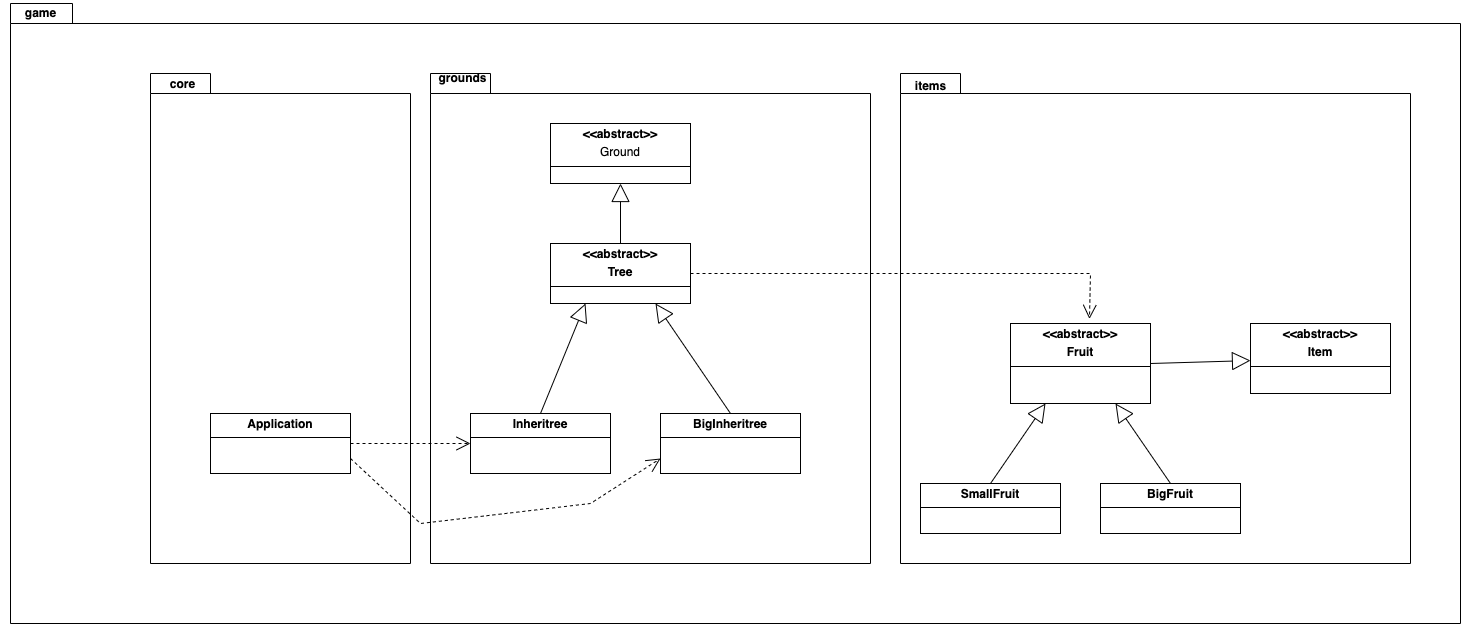 game
core
grounds
items
<<abstract>>
Ground
<<abstract>>
Tree
<<abstract>>
Fruit
<<abstract>>
Item
Application
Inheritree
BigInheritree
SmallFruit
BigFruit